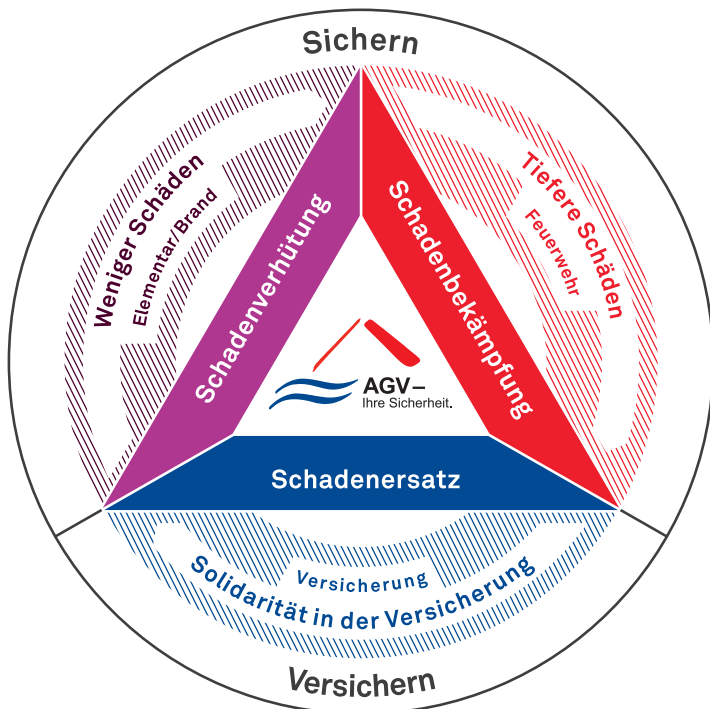 Sichern
Weniger Schäden
Elementar/Brand
Schadenverhütung
Tiefere Schäden
Feuerwehr
Schadenbekämpfung
AGV–
Ihre Sicherheit.
Schadenersatz
Versicherung
Solidarität in der Versicherung
Versichern